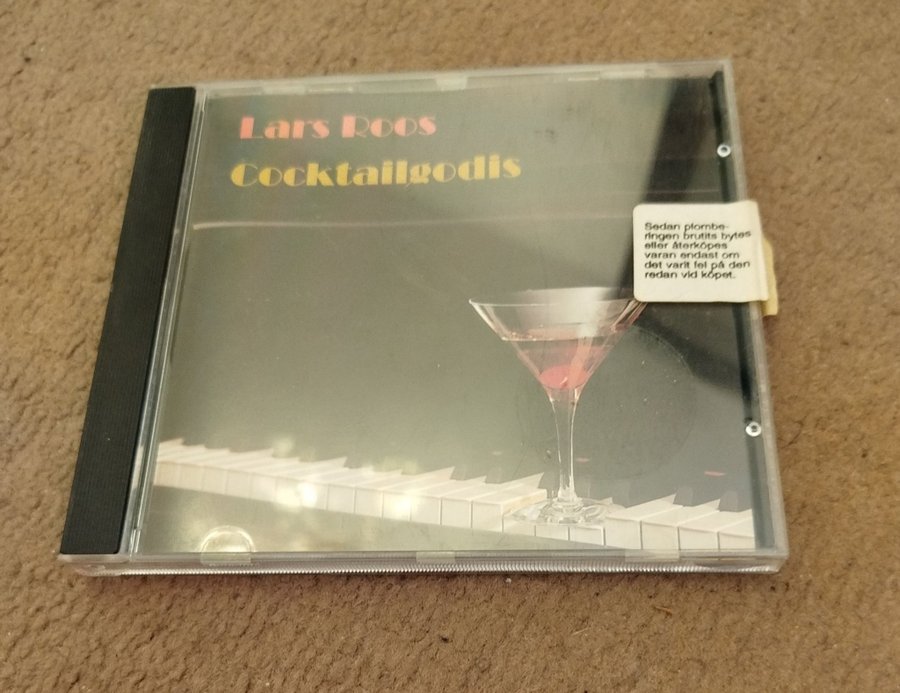 Lars Roos
Cocktailgodis
Sedan plombe-
ringen brutits bytes
eller återköpes
varan endast om
det varit fel på den
redan vid köpet.